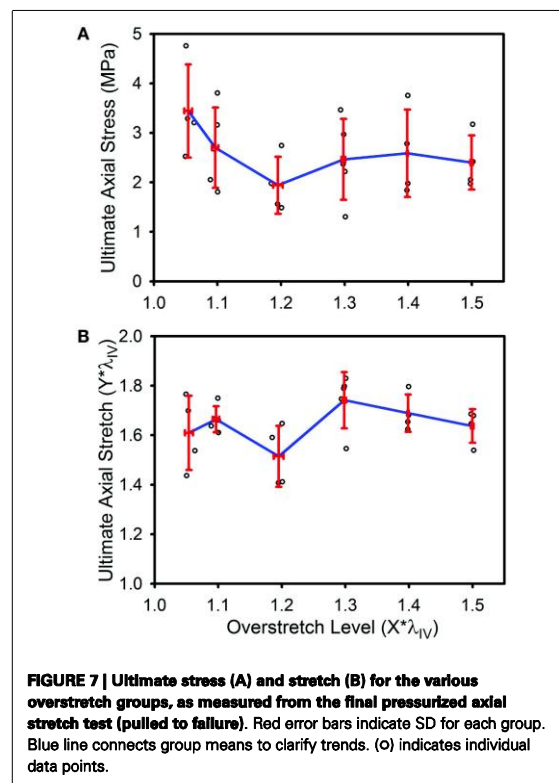 A
Ultimate Axial Stress (MPa)
5
4
3
2
1
0
1.0 1.1 1.2 1.3 1.4 1.5
B
Ultimate Axial Stretch (Y*λIV)
2.0
1.8
1.6
1.4
1.2
1.0
1.0 1.1 1.2 1.3 1.4 1.5
Overstretch Level (X*λIV)
FIGURE 7 | Ultimate stress (A) and stretch (B) for the various
overstretch groups, as measured from the final pressurized axial
stretch test (pulled to failure). Red error bars indicate SD for each group.
Blue line connects group means to clarify trends. (o) indicates individual
data points.